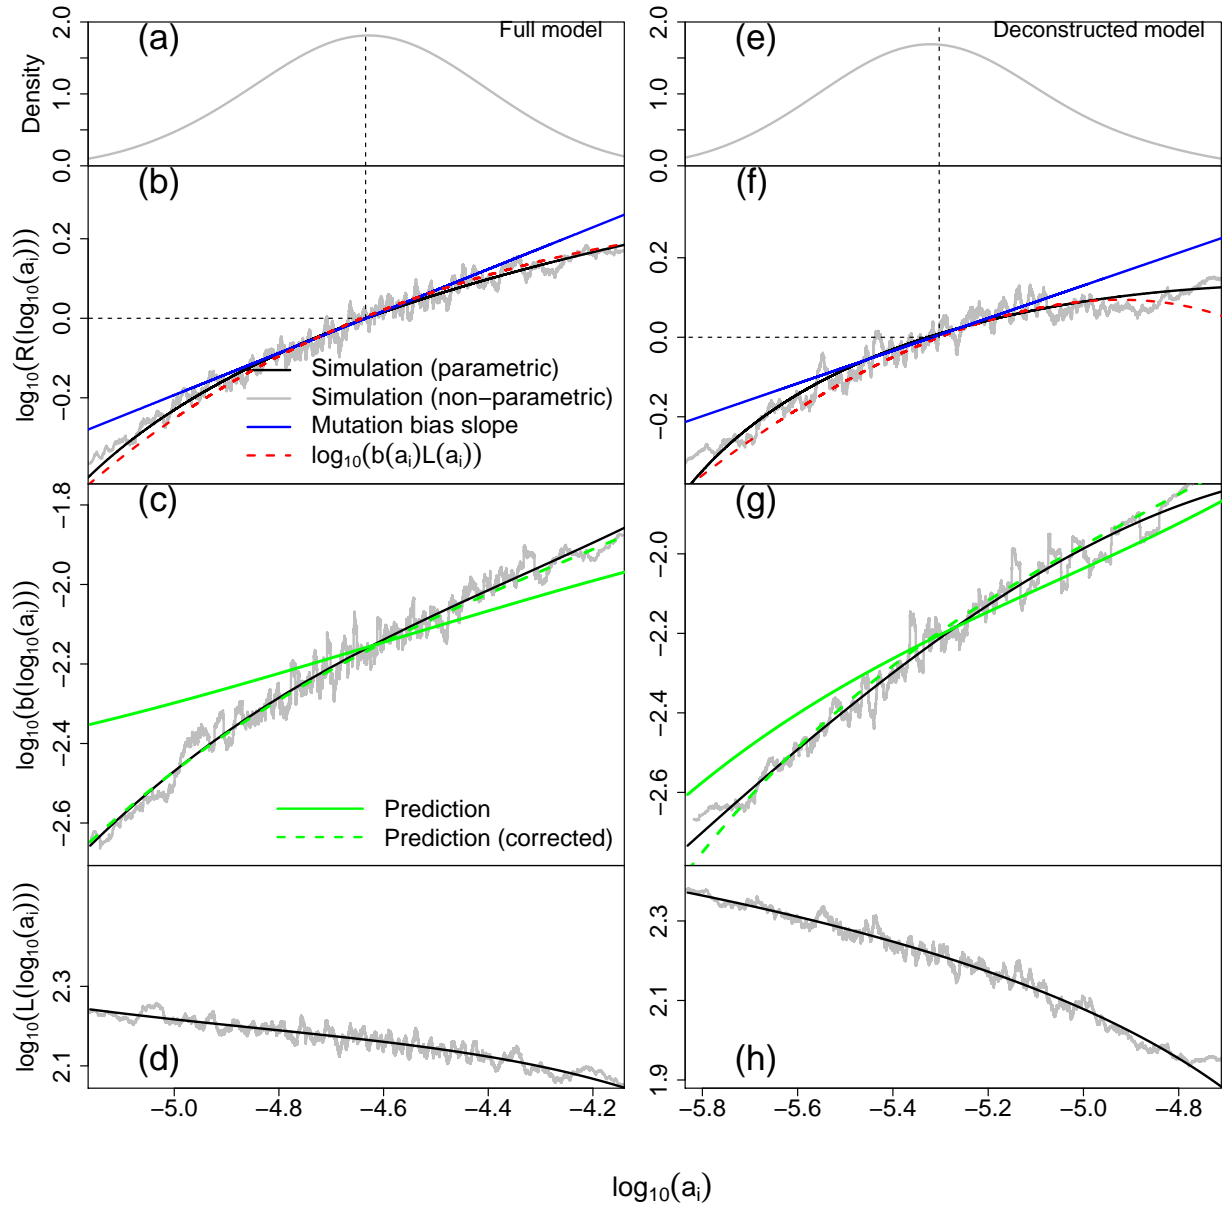 (a)
Full model
Density
0.0
1.0
2.0
(e)
Deconstructed model
0.0
1.0
2.0
(b)
log10(R(log10(ai)))
−0.2
0.0
0.2
Simulation (parametric)
Simulation (non−parametric)
Mutation bias slope
log10(b(ai)L(ai))
(f)
−0.2
0.0
0.2
(c)
log10(b(log10(ai)))
−2.6
−2.4
−2.2
−2.0
−1.8
Prediction
Prediction (corrected)
(g)
−2.6
−2.4
−2.2
−2.0
(d)
log10(L(log10(ai)))
2.1
2.3
−5.0
−4.8
−4.6
−4.4
−4.2
(h)
1.9
2.1
2.3
−5.8
−5.6
−5.4
−5.2
−5.0
−4.8
log10(ai)